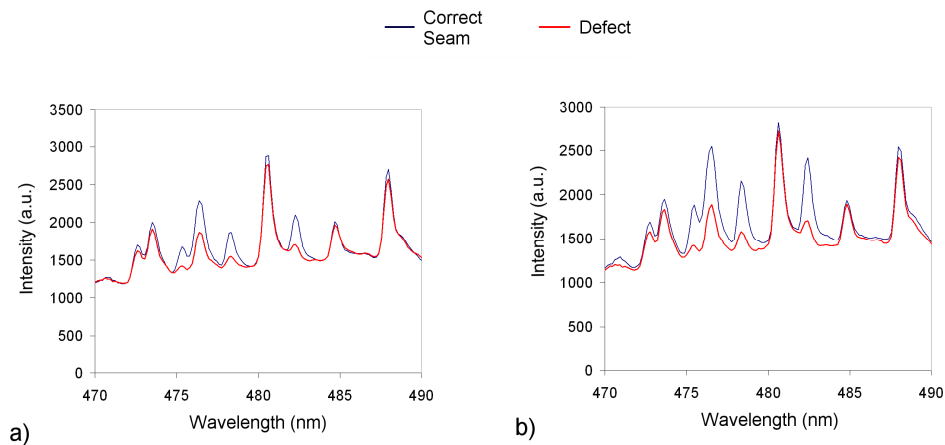 Correct
Seam
Defect
3500
3000
2500
2000
1500
1000
500
0
Intensity (a.u.)
470 475 480 485 490
Wavelength (nm)
a)
3000
2500
2000
1500
1000
500
0
Intensity (a.u.)
470 475 480 485 490
Wavelength (nm)
b)